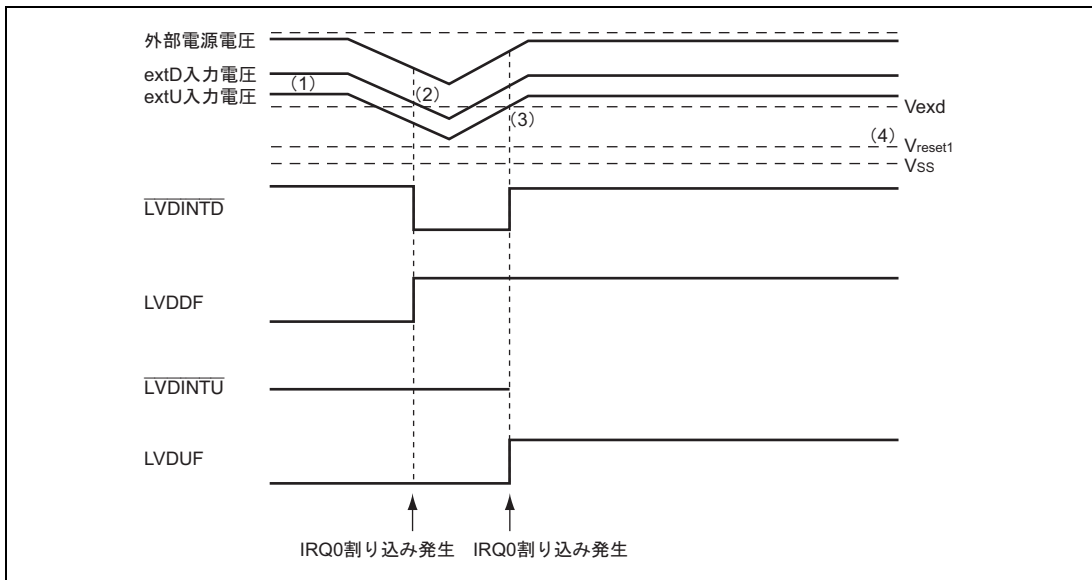 外部電源電圧
extD入力電圧
(1)
(2)
extU入力電圧
Vexd
(3)
(4)
Vreset1
VSS
LVDINTD
LVDDF
LVDINTU
LVDUF
IRQ0割り込み発生 IRQ0割り込み発生